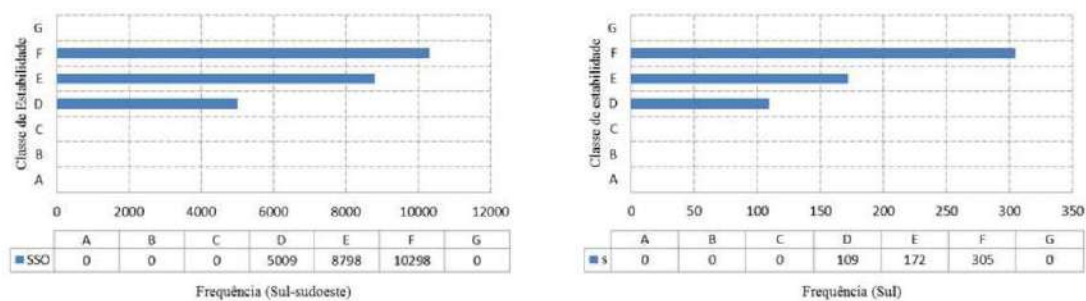 Classe de Estabilidade
G
F
E
D
C
B
A
0 2000 4000 6000 8000 10000 12000
A B C D E F G
SSO 0 0 0 5009 8798 10298 0
Frequência (Sul-sudoeste)
Classe de estabilidade
G
F
E
D
C
B
A
0 50 100 150 200 250 300 350
A B C D E F G
s 0 0 0 109 172 305 0
Frequência (Sul)